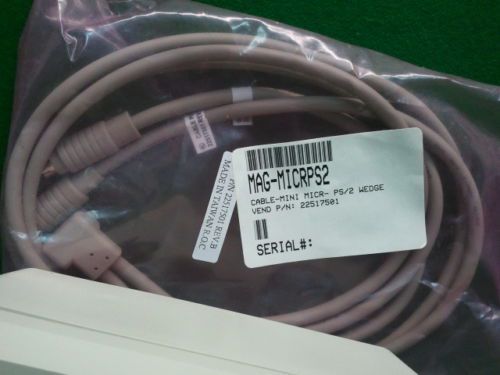 MAG-MICRPS2
CABLE-MINI MICR- PS/2 WEDGE
VEND P/N: 22517501
SERIAL#:
P/N 22517501 REV.B
MADE IN TAIWAN R.O.C